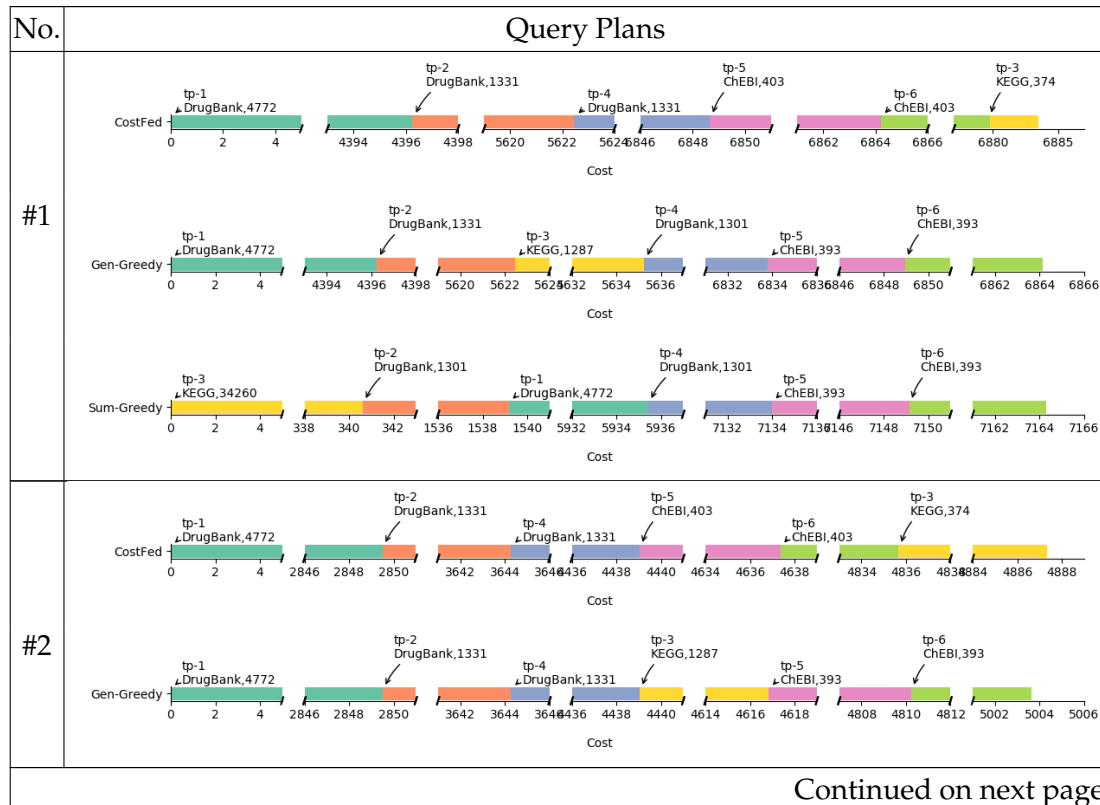 No.
Query Plans
#1
tp-1
DrugBank,4772
tp-2
DrugBank,1331
tp-4
DrugBank,1331
tp-5
ChEBI,403
tp-6
ChEBI,403
tp-3
KEGG,374
CostFed
0 2 4 4394 4396 4398 5620 5622 5624 6846 6848 6850 6862 6864 6866 6880 6885
Cost
tp-1
DrugBank,4772
tp-2
DrugBank,1331
tp-3
KEGG,1287
tp-4
DrugBank,1301
tp-5
ChEBI,393
tp-6
ChEBI,393
Gen-Greedy
0 2 4 4394 4396 4398 5620 5622 5624 5632 5634 5636 6832 6834 6836 6846 6848 6850 6862 6864 6866
Cost
tp-3
KEGG,34260
tp-2
DrugBank,1301
tp-1
DrugBank,4772
tp-4
DrugBank,1301
tp-5
ChEBI,393
tp-6
ChEBI,393
Sum-Greedy
0 2 4 338 340 342 1536 1538 1540 5932 5934 5936 7132 7134 7136 7146 7148 7150 7162 7164 7166
Cost
#2
tp-1
DrugBank,4772
tp-2
DrugBank,1331
tp-4
DrugBank,1331
tp-5
ChEBI,403
tp-6
ChEBI,403
tp-3
KEGG,374
CostFed
0 2 4 2846 2848 2850 3642 3644 3646 4436 4438 4440 4634 4636 4638 4834 4836 4838 4884 4886 4888
Cost
tp-1
DrugBank,4772
tp-2
DrugBank,1331
tp-4
DrugBank,1331
tp-3
KEGG,1287
tp-5
ChEBI,393
tp-6
ChEBI,393
Gen-Greedy
0 2 4 2846 2848 2850 3642 3644 3646 4436 4438 4440 4614 4616 4618 4808 4810 4812 5002 5004 5006
Cost
Continued on next page